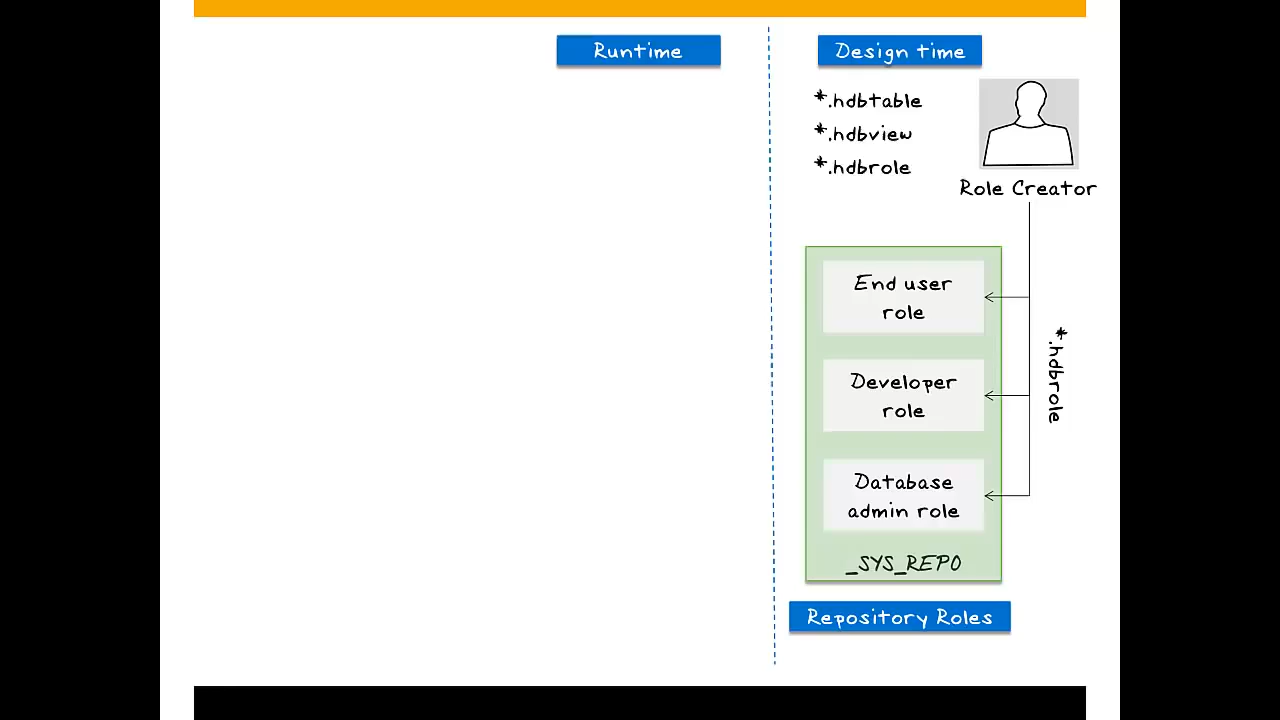 Runtime
Design time
*.hdbtable
*.hdbview
*.hdbrole
Role Creator
End user
role
Developer
role
Database
admin role
*.hdbrole
_SYS_REPO
Repository Roles